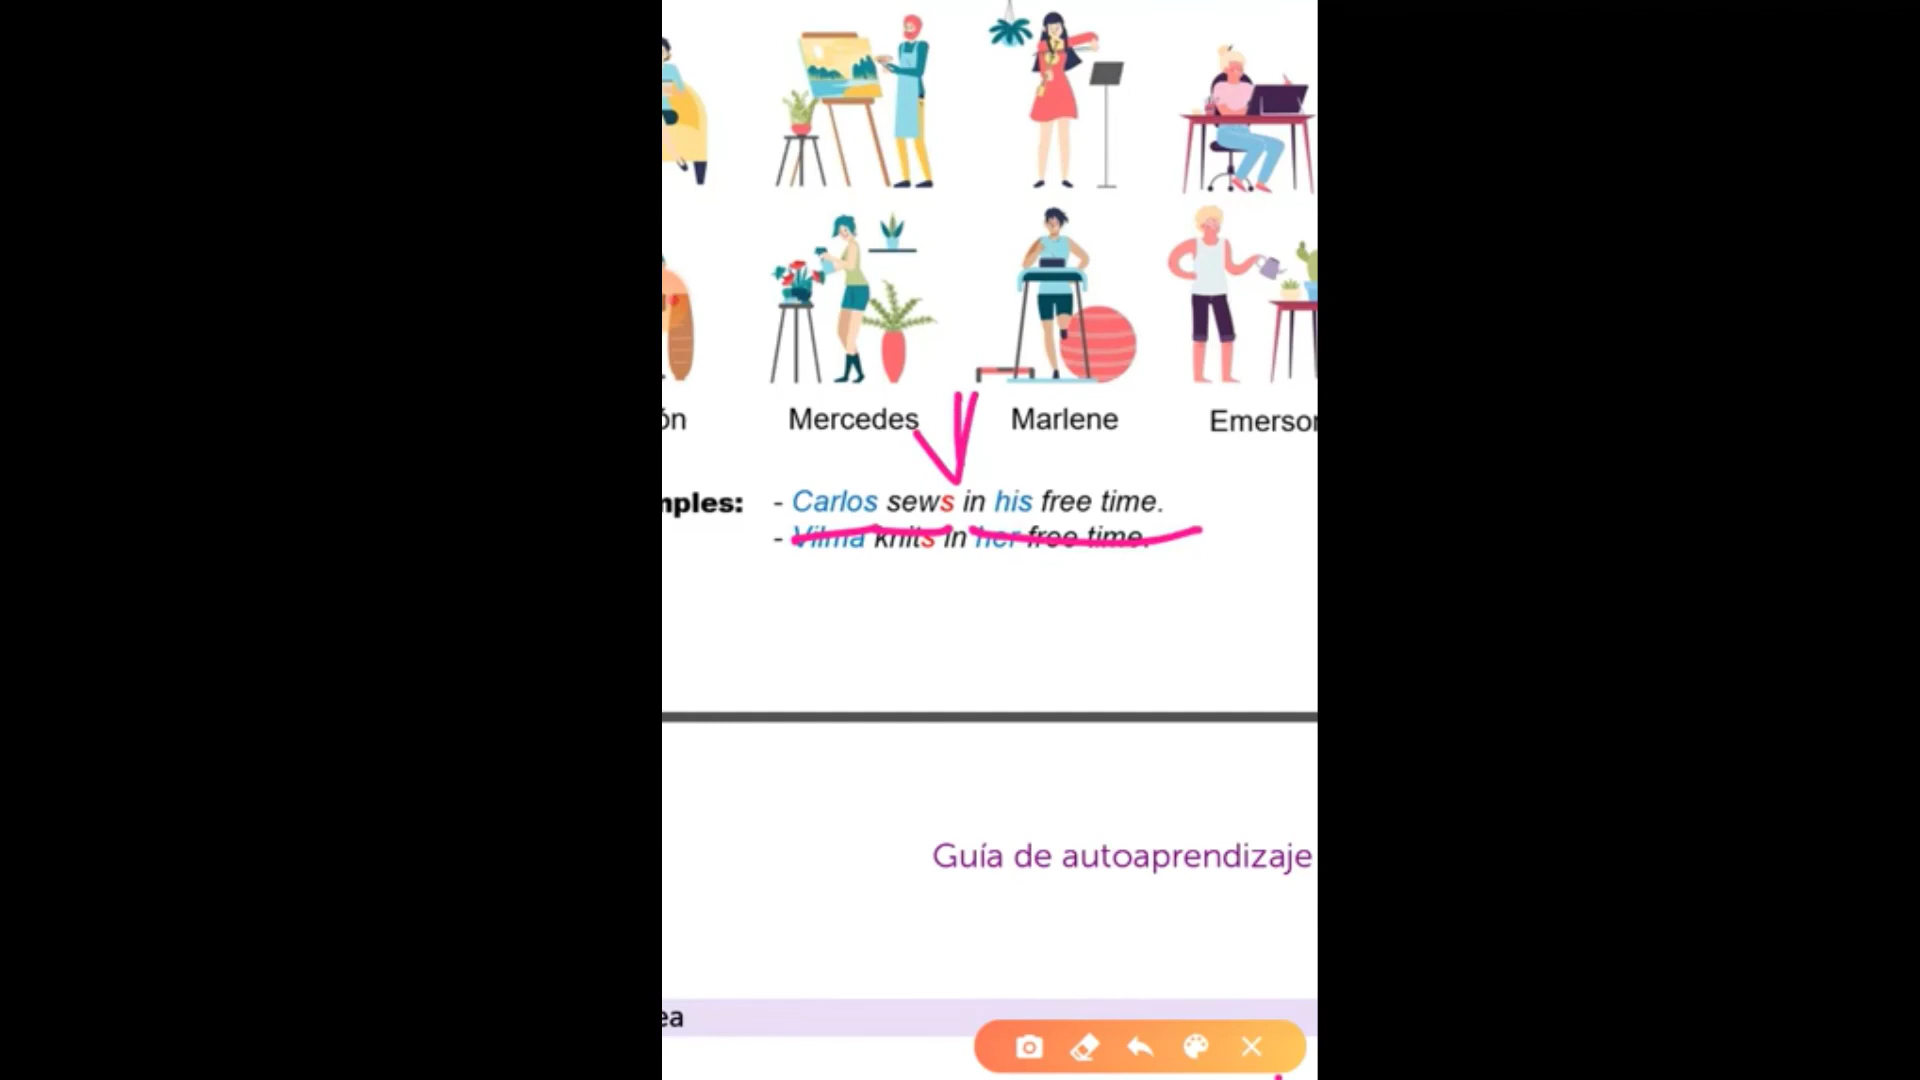 ón Mercedes Marlene Emerson
mples: - Carlos sews in his free time.
- Vilma knits in her free time.
Guía de autoaprendizaje
ea